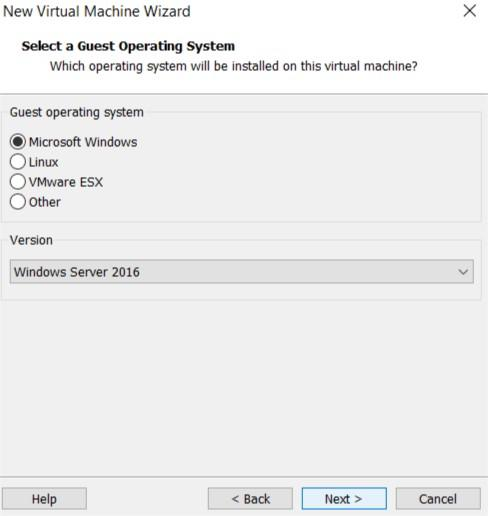 New Virtual Machine Wizard
Select a Guest Operating System
Which operating system will be installed on this virtual machine?
Guest operating system
Microsoft Windows
Linux
VMware ESX
Other
Version
Windows Server 2016
Help
< Back
Next >
Cancel